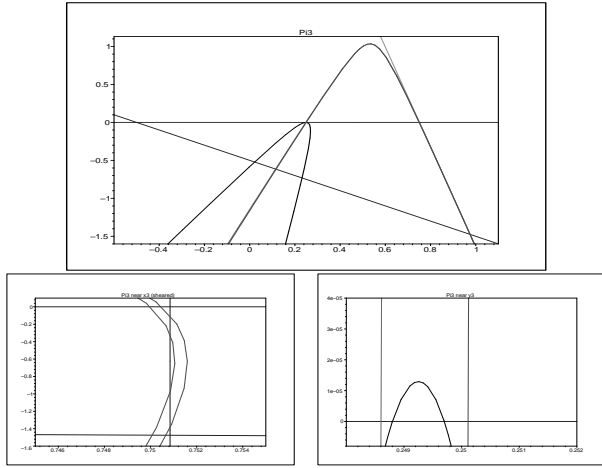 Pi3
1
0.5
0
−0.5
−1
−1.5
−0.4 −0.2 0 0.2 0.4 0.6 0.8 1
Pi3 near x3 (sheared)
0
−0.2
−0.4
−0.6
−0.8
−1
−1.2
−1.4
−1.6
0.746 0.748 0.75 0.752 0.754
Pi3 near y3
4e−05
3e−05
2e−05
1e−05
0
0.249 0.25 0.251 0.252